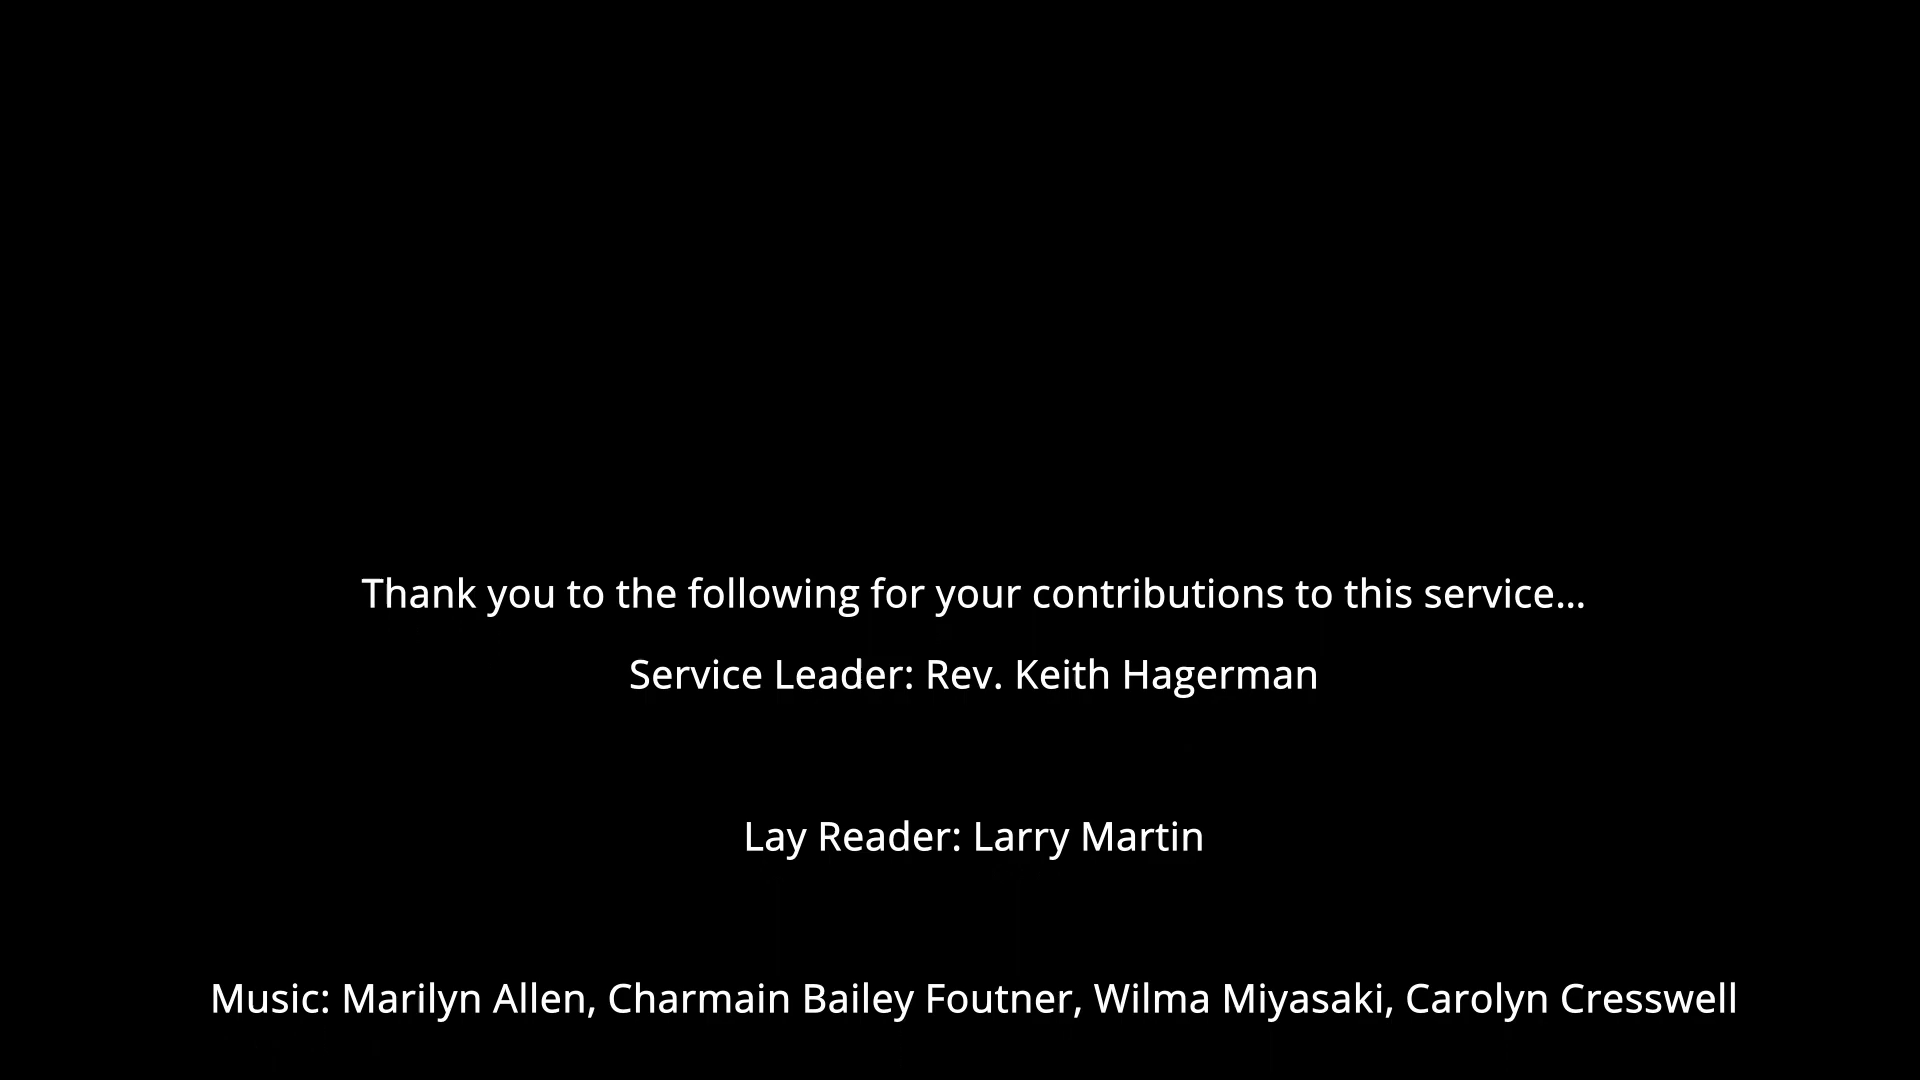 Thank you to the following for your contributions to this service...
Service Leader: Rev. Keith Hagerman
Lay Reader: Larry Martin
Music: Marilyn Allen, Charmain Bailey Foutner, Wilma Miyasaki, Carolyn Cresswell